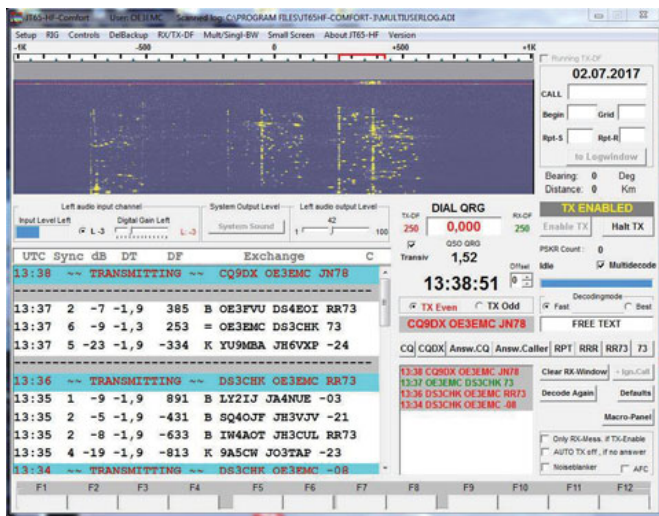 JT65-HF-Comfort User: OE3EMC Scanned log: C:\PROGRAM FILES\JT65HF-COMFORT-3\MULTIUSERLOG.ADI
Setup RIG Controls DelBackup RX/TX-DF Mult/Singl-BW Small Screen About JT65-HF Version
-1K -500 0 +500 +1K
Running TX-DF
02.07.2017
CALL
Begin Grid
Rpt-S Rpt-R
to Logwindow
Bearing: 0 Deg
Distance: 0 Km
Left audio input channel
Input Level Left Digital Gain Left
L -3 L: -3
System Output Level
System Sound
Left audio output Level
42
1 100
TX-DF DIAL QRG RX-DF
250 0,000 250
QSO QRG
Transiv 1,52
Offset
13:38:51 0
TX Even TX Odd
CQ9DX OE3EMC JN78
TX ENABLED
Enable TX Halt TX
PSKR Count : 0
Idle Multidecode
Decodingmode
Fast Best
FREE TEXT
CQ CQDX Answ.CQ Answ.Caller RPT RRR RR73 73
UTC Sync dB DT DF Exchange C
13:38 ~~ TRANSMITTING ~~ CQ9DX OE3EMC JN78
13:37 2 -7 -1,9 385 B OE3FVU DS4EOI RR73
13:37 6 -9 -1,3 253 = OE3EMC DS3CHK 73
13:37 5 -23 -1,9 -334 K YU9MBA JH6VXP -24
13:36 ~~ TRANSMITTING ~~ DS3CHK OE3EMC RR73
13:35 1 -9 -1,9 891 B LY2IJ JA4NUE -03
13:35 2 -5 -1,9 -431 B SQ4OJF JH3VJV -21
13:35 2 -8 -1,9 -633 B IW4AOT JH3CUL RR73
13:35 4 -19 -1,9 -813 K 9A5CW JO3TAP -23
13:34 ~~ TRANSMITTING ~~ DS3CHK OE3EMC -08
13:38 CQ9DX OE3EMC JN78
13:37 OE3EMC DS3CHK 73
13:36 DS3CHK OE3EMC RR73
13:34 DS3CHK OE3EMC -08
Clear RX-Window + Ign.Call
Decode Again Defaults
Macro-Panel
Only RX-Mess. if TX-Enable
AUTO TX off , if no answer
Noiseblanker AFC
F1 F2 F3 F4 F5 F6 F7 F8 F9 F10 F11 F12